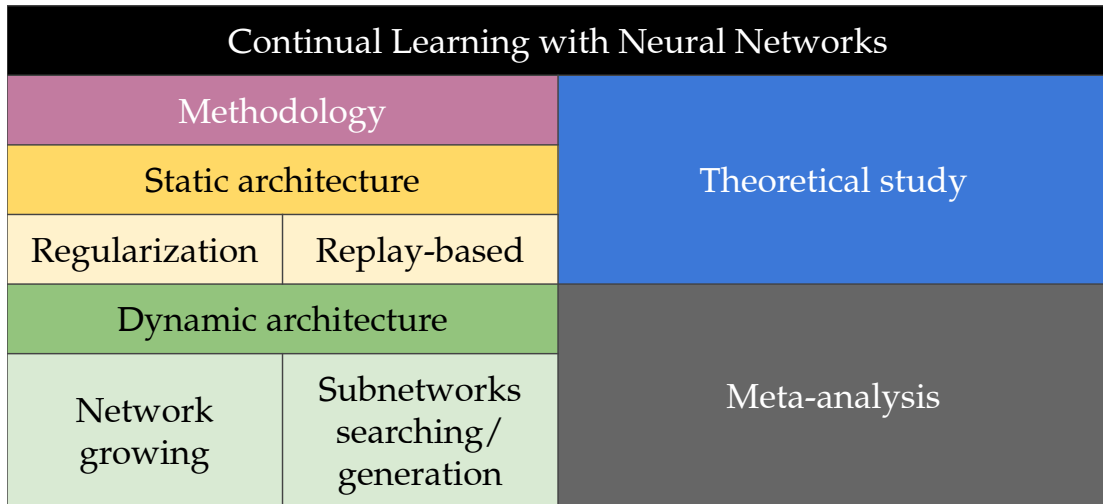 Continual Learning with Neural Networks
Methodology
Static architecture
Regularization
Replay-based
Theoretical study
Dynamic architecture
Network
growing
Subnetworks
searching/
generation
Meta-analysis